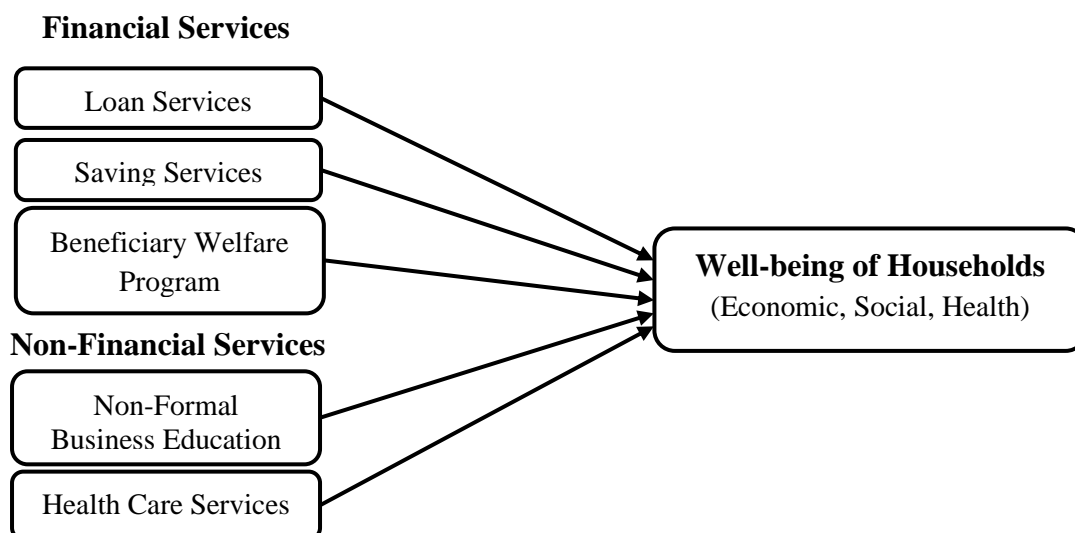 Financial Services
Loan Services
Saving Services
Beneficiary Welfare
Program
Non-Financial Services
Non-Formal
Business Education
Health Care Services
Well-being of Households
(Economic, Social, Health)